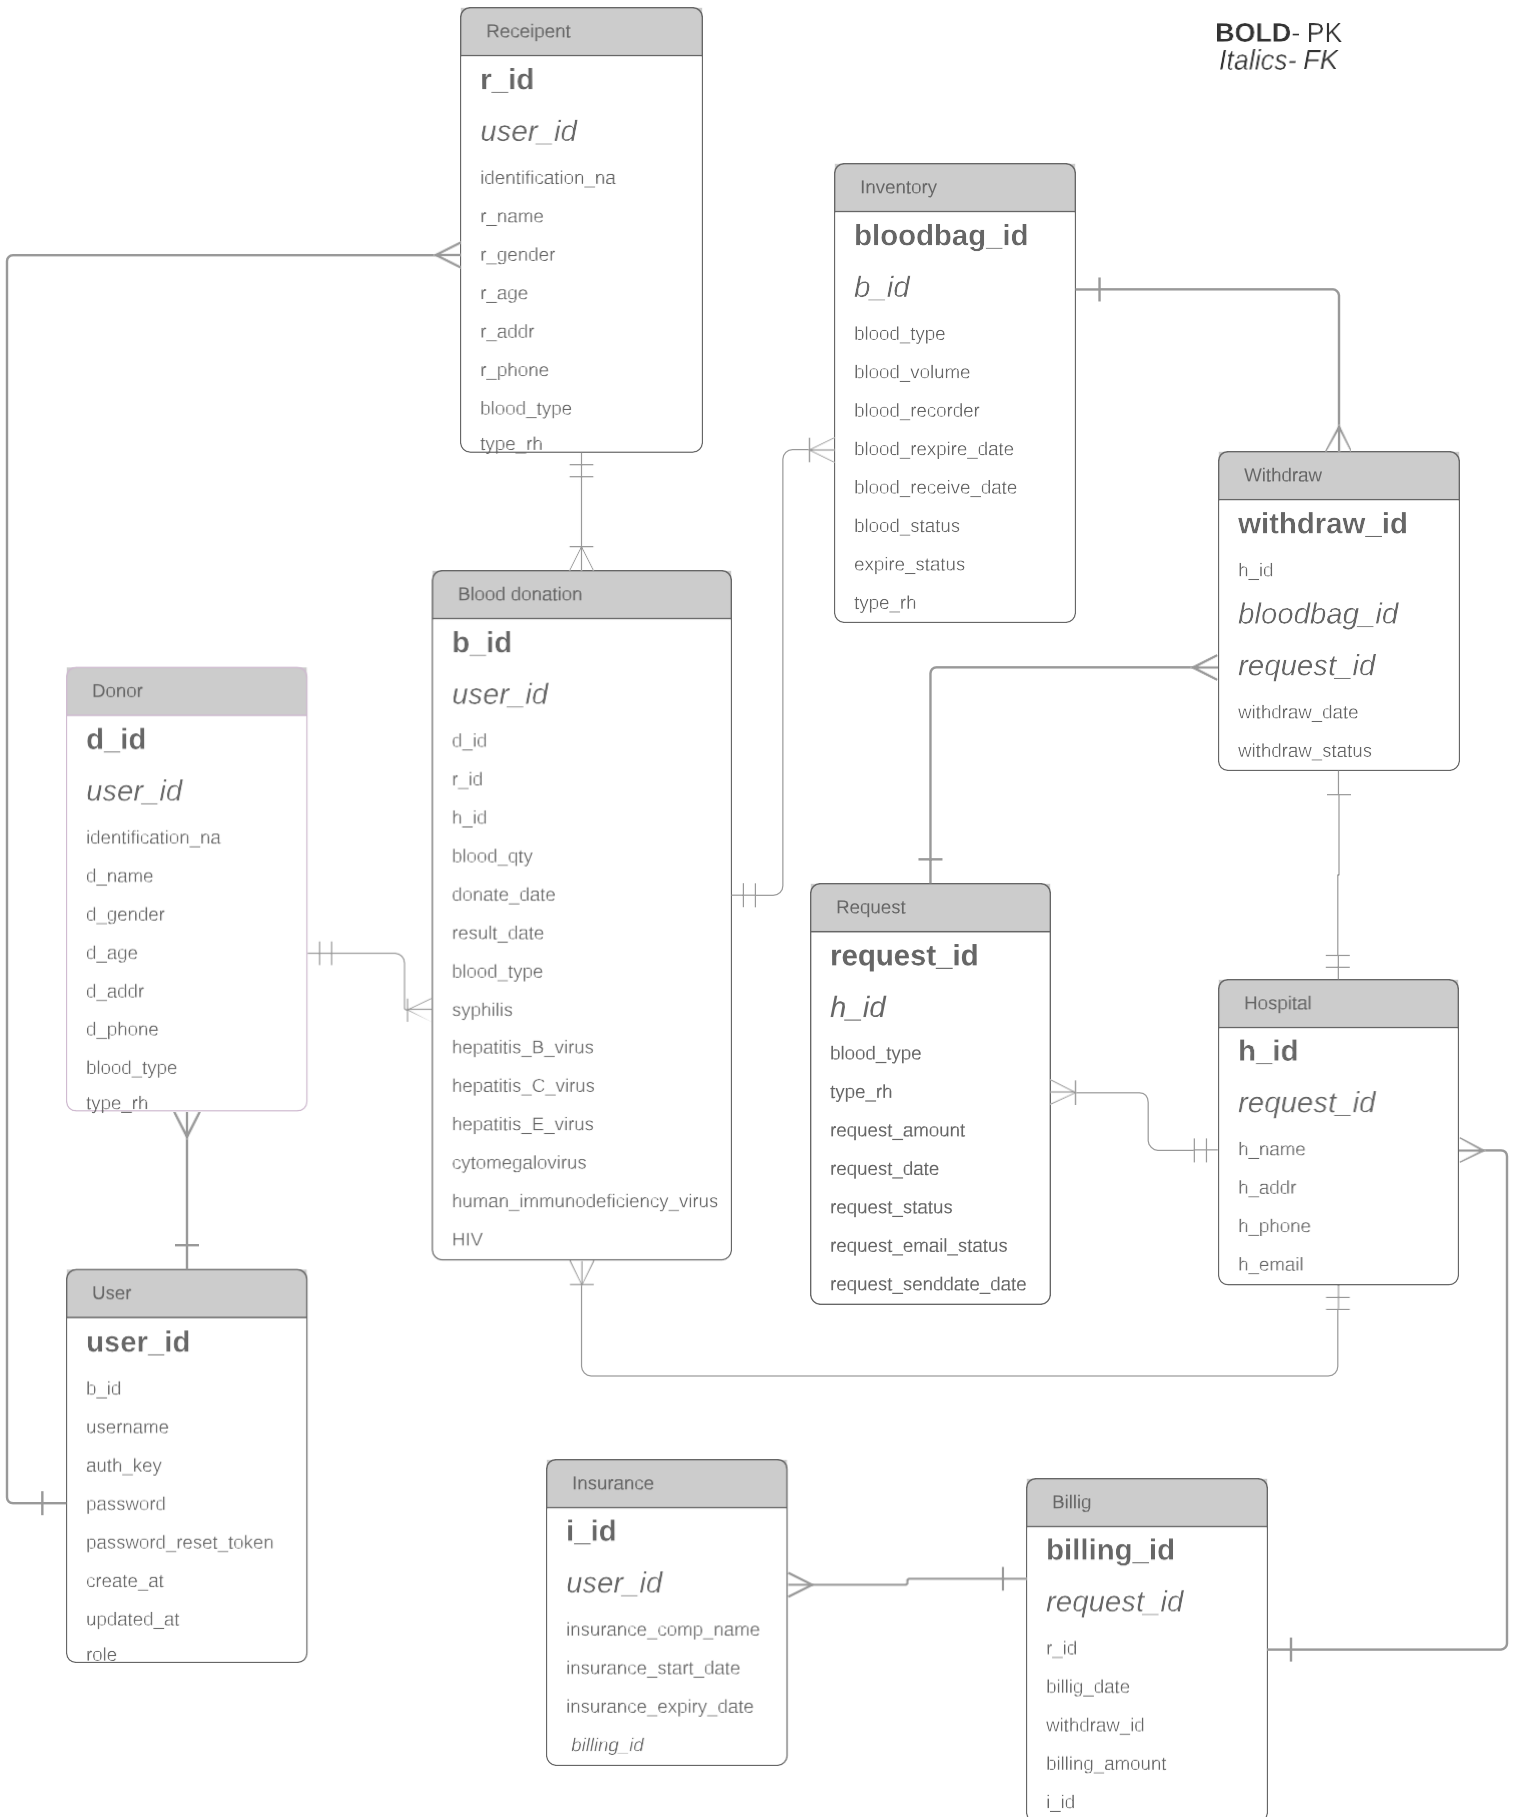 BOLD- PK
Italics- FK
Receipent
r_id
user_id
identification_na
r_name
r_gender
r_age
r_addr
r_phone
blood_type
type_rh
Inventory
bloodbag_id
b_id
blood_type
blood_volume
blood_recorder
blood_rexpire_date
blood_receive_date
blood_status
expire_status
type_rh
Withdraw
withdraw_id
h_id
bloodbag_id
request_id
withdraw_date
withdraw_status
Blood donation
b_id
user_id
d_id
r_id
h_id
blood_qty
donate_date
result_date
blood_type
syphilis
hepatitis_B_virus
hepatitis_C_virus
hepatitis_E_virus
cytomegalovirus
human_immunodeficiency_virus
HIV
Donor
d_id
user_id
identification_na
d_name
d_gender
d_age
d_addr
d_phone
blood_type
type_rh
Request
request_id
h_id
blood_type
type_rh
request_amount
request_date
request_status
request_email_status
request_senddate_date
Hospital
h_id
request_id
h_name
h_addr
h_phone
h_email
User
user_id
b_id
username
auth_key
password
password_reset_token
create_at
updated_at
role
Insurance
i_id
user_id
insurance_comp_name
insurance_start_date
insurance_expiry_date
billing_id
Billig
billing_id
request_id
r_id
billig_date
withdraw_id
billing_amount
i_id